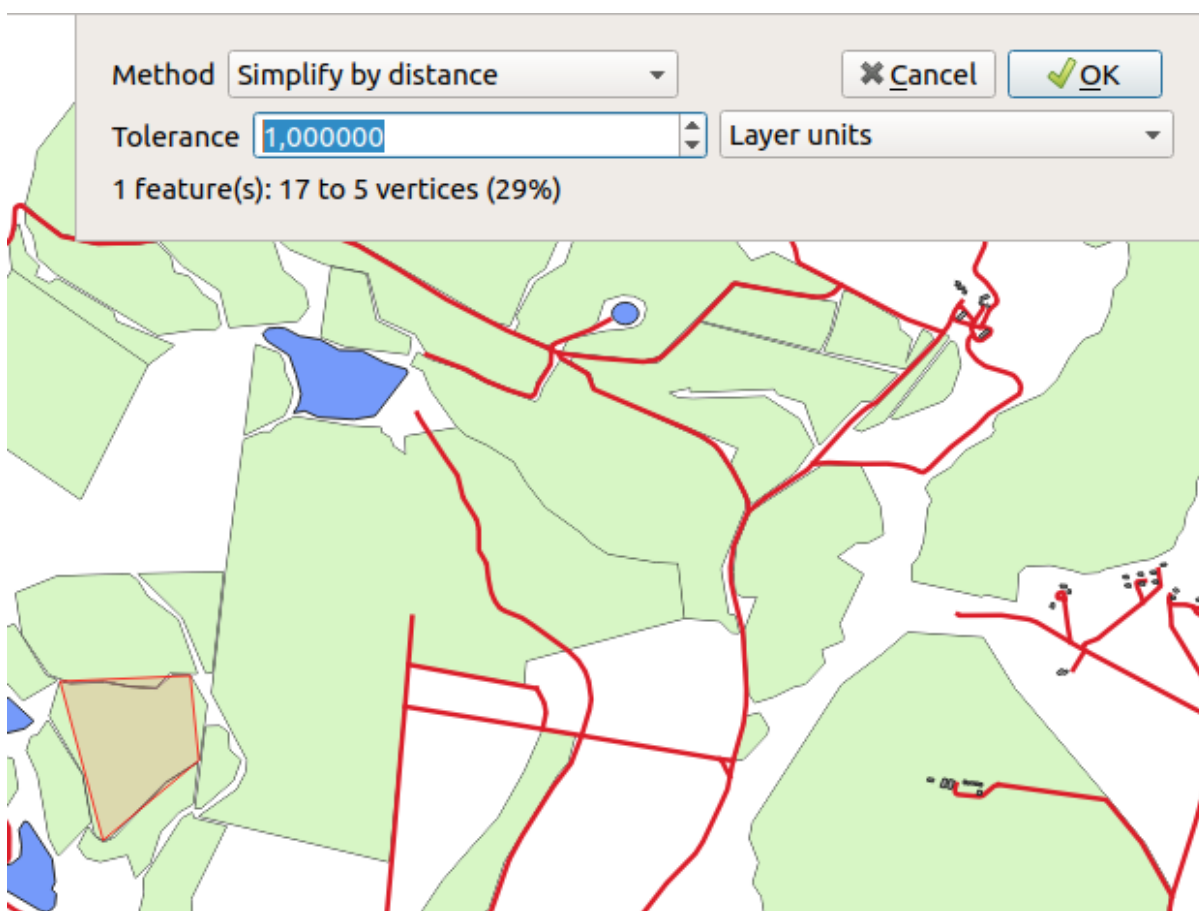 Method Simplify by distance Cancel OK
Tolerance 1,000000 Layer units
1 feature(s): 17 to 5 vertices (29%)